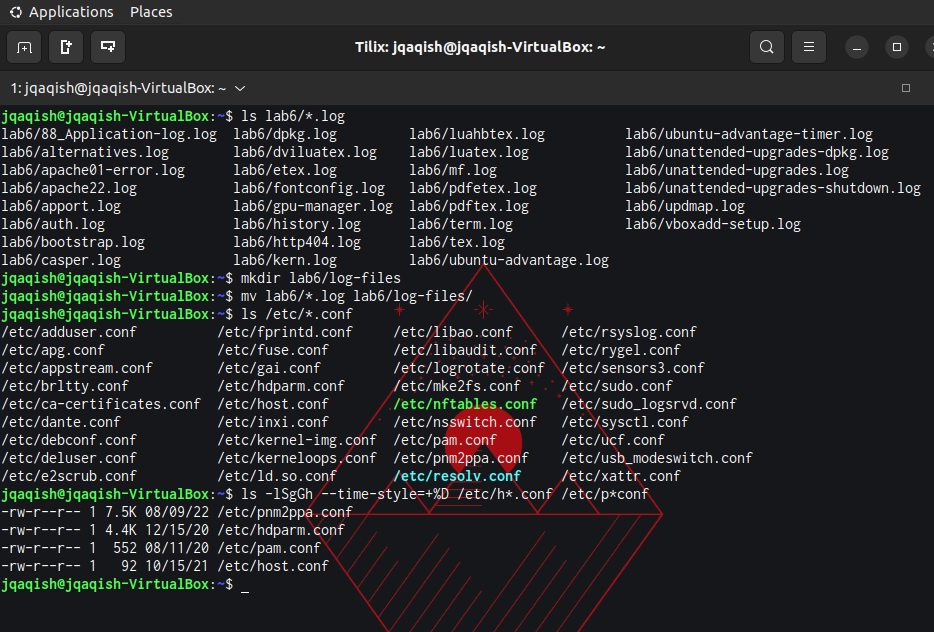 Applications Places
Tilix: jqaqish@jqaqish-VirtualBox: ~
1: jqaqish@jqaqish-VirtualBox: ~
jqaqish@jqaqish-VirtualBox:~$ ls lab6/*.log
lab6/88_Application-log.log lab6/dpkg.log lab6/luahbtex.log lab6/ubuntu-advantage-timer.log
lab6/alternatives.log lab6/dviluatex.log lab6/luatex.log lab6/unattended-upgrades-dpkg.log
lab6/apache01-error.log lab6/etex.log lab6/mf.log lab6/unattended-upgrades.log
lab6/apache22.log lab6/fontconfig.log lab6/pdfetex.log lab6/unattended-upgrades-shutdown.log
lab6/apport.log lab6/gpu-manager.log lab6/pdftex.log lab6/updmap.log
lab6/auth.log lab6/history.log lab6/term.log lab6/vboxadd-setup.log
lab6/bootstrap.log lab6/http404.log lab6/tex.log
lab6/casper.log lab6/kern.log lab6/ubuntu-advantage.log
jqaqish@jqaqish-VirtualBox:~$ mkdir lab6/log-files
jqaqish@jqaqish-VirtualBox:~$ mv lab6/*.log lab6/log-files/
jqaqish@jqaqish-VirtualBox:~$ ls /etc/*.conf
/etc/adduser.conf /etc/fprintd.conf /etc/libao.conf /etc/rsyslog.conf
/etc/apg.conf /etc/fuse.conf /etc/libaudit.conf /etc/rygel.conf
/etc/appstream.conf /etc/gai.conf /etc/logrotate.conf /etc/sensors3.conf
/etc/brltty.conf /etc/hdparm.conf /etc/mke2fs.conf /etc/sudo.conf
/etc/ca-certificates.conf /etc/host.conf /etc/nftables.conf /etc/sudo_logsrvd.conf
/etc/dante.conf /etc/inxi.conf /etc/nsswitch.conf /etc/sysctl.conf
/etc/debconf.conf /etc/kernel-img.conf /etc/pam.conf /etc/ucf.conf
/etc/deluser.conf /etc/kerneloops.conf /etc/pnm2ppa.conf /etc/usb_modeswitch.conf
/etc/e2scrub.conf /etc/ld.so.conf /etc/resolv.conf /etc/xattr.conf
jqaqish@jqaqish-VirtualBox:~$ ls -lSgGh --time-style=+%D /etc/h*.conf /etc/p*conf
-rw-r--r-- 1 7.5K 08/09/22 /etc/pnm2ppa.conf
-rw-r--r-- 1 4.4K 12/15/20 /etc/hdparm.conf
-rw-r--r-- 1 552 08/11/20 /etc/pam.conf
-rw-r--r-- 1 92 10/15/21 /etc/host.conf
jqaqish@jqaqish-VirtualBox:~$ _